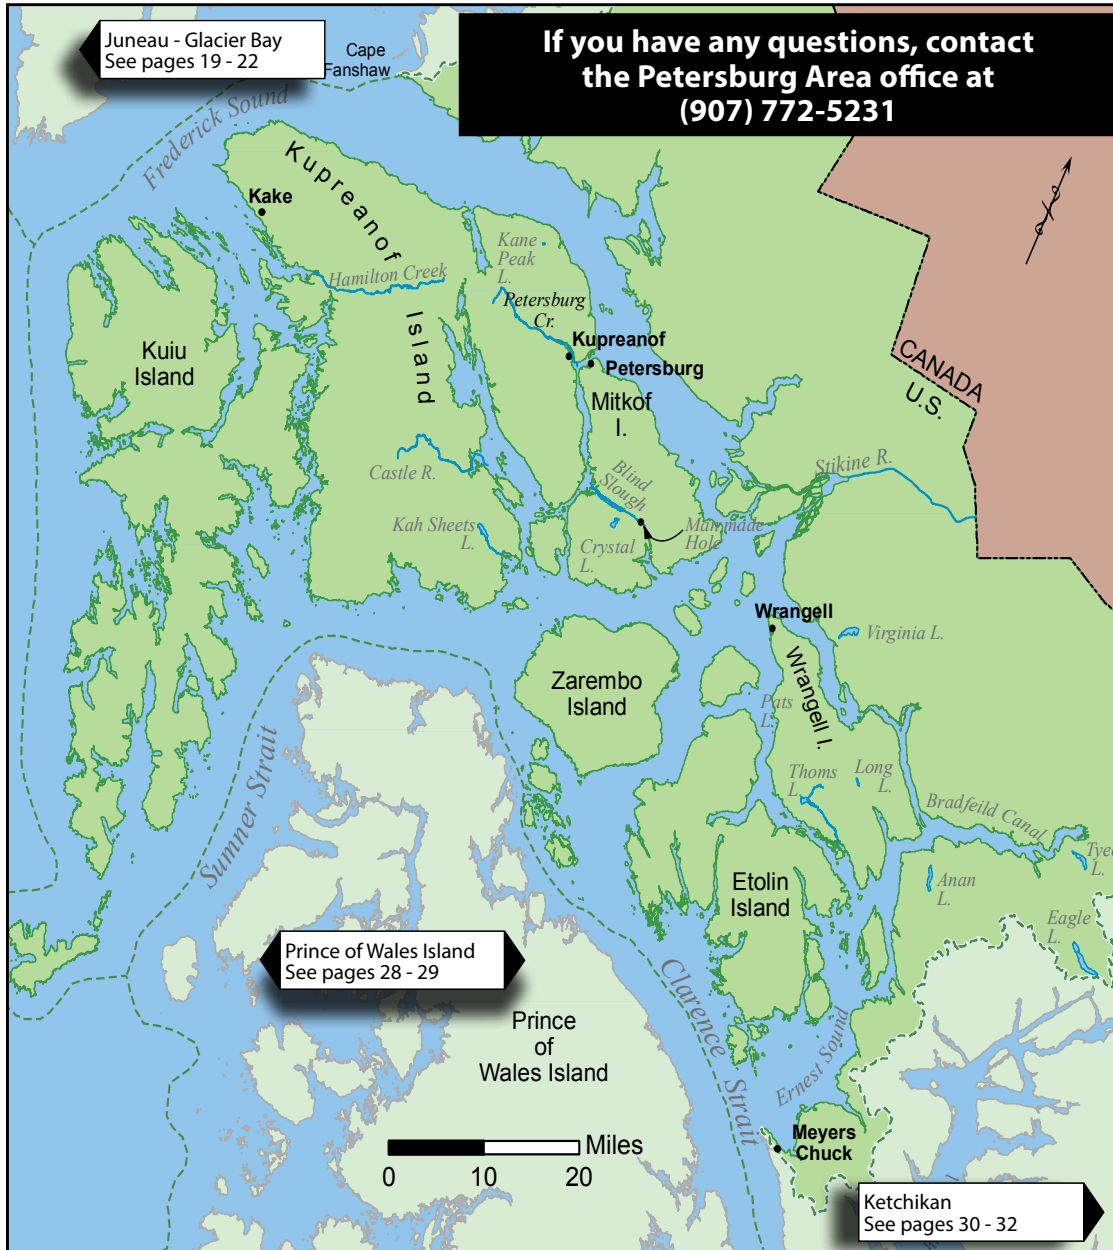 Juneau - Glacier Bay
See pages 19 - 22
Cape
Fanshaw
If you have any questions, contact
the Petersburg Area office at
(907) 772-5231
Frederick Sound
Kupreanof
Island
Kake
Hamilton Creek
Kane
Peak
L.
Petersburg
Cr.
Kupreanof
Petersburg
Mitkof
I.
Kuiu
Island
CANADA
U.S.
Castle R.
Blind
Slough
Stikine R.
Kah Sheets
L.
Crystal
L.
Manmade
Hole
Wrangell
Virginia L.
Wrangell I.
Zarembo
Island
Pats
L.
Sumner Strait
Thoms
L.
Long
L.
Bradfeild Canal
Tyee
L.
Anan
L.
Etolin
Island
Eagle
L.
Prince of Wales Island
See pages 28 - 29
Clarence
Strait
Prince
of
Wales Island
Ernest Sound
Meyers
Chuck
Miles
0 10 20
Ketchikan
See pages 30 - 32